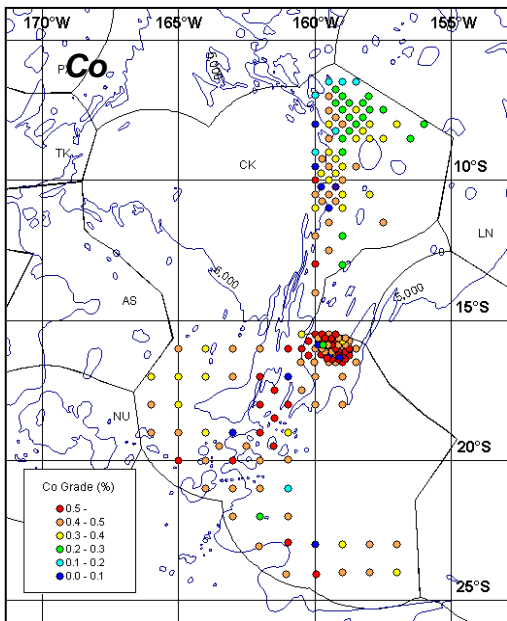 170°W 165°W 160°W 155°W
Co
P
5,000
TK
CK
10°S
LN
5,000
5,000
AS
15°S
NU
20°S
Co Grade (%)
0.5 -
0.4 - 0.5
0.3 - 0.4
0.2 - 0.3
0.1 - 0.2
0.0 - 0.1
25°S